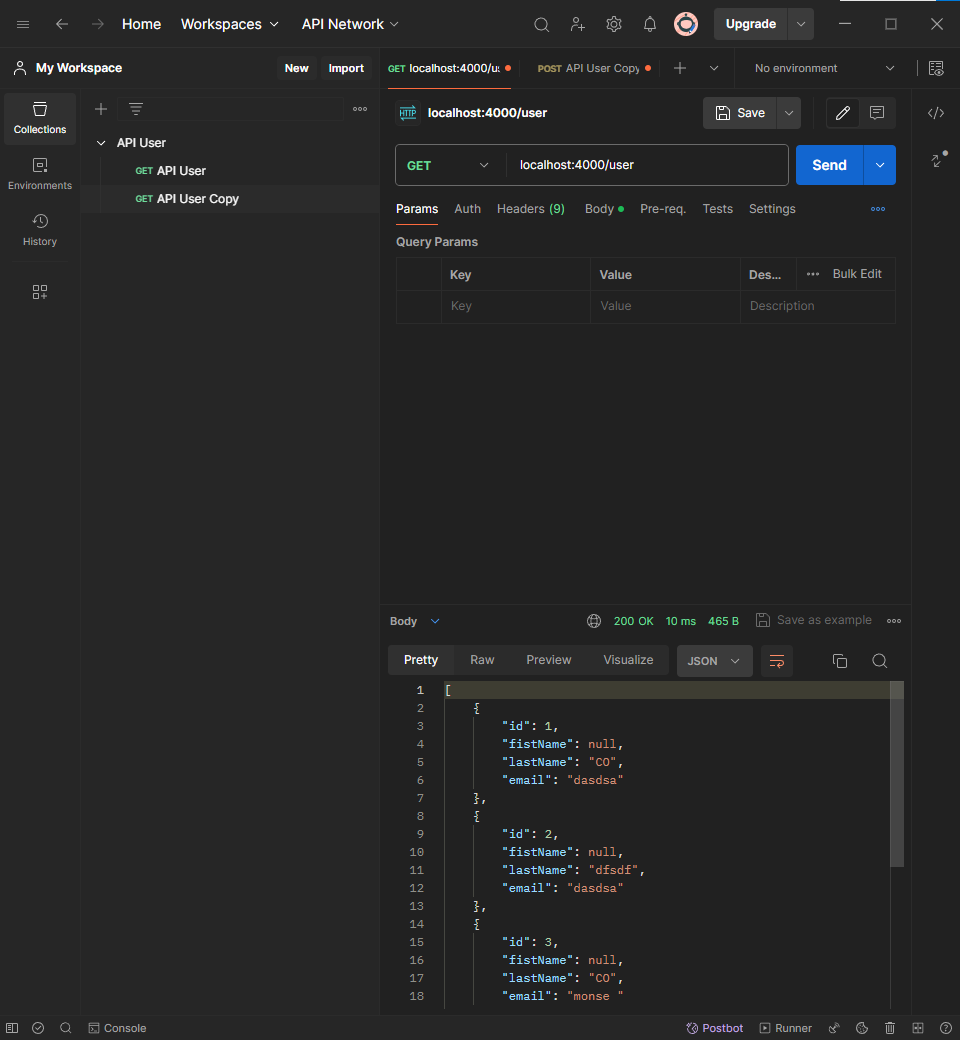 Home Workspaces API Network Upgrade
My Workspace New Import
GET localhost:4000/us POST API User Copy No environment
Collections
Environments
History
API User
GET API User
GET API User Copy
HTTP localhost:4000/user Save
GET localhost:4000/user Send
Params Auth Headers (9) Body Pre-req. Tests Settings
Query Params
Key Value Des... Bulk Edit
Key Value Description
Body 200 OK 10 ms 465 B Save as example
Pretty Raw Preview Visualize JSON
1 [
2 {
3 "id": 1,
4 "fistName": null,
5 "lastName": "CO",
6 "email": "dasdsa"
7 },
8 {
9 "id": 2,
10 "fistName": null,
11 "lastName": "dfsdf",
12 "email": "dasdsa"
13 },
14 {
15 "id": 3,
16 "fistName": null,
17 "lastName": "CO",
18 "email": "monse "
Console Postbot Runner